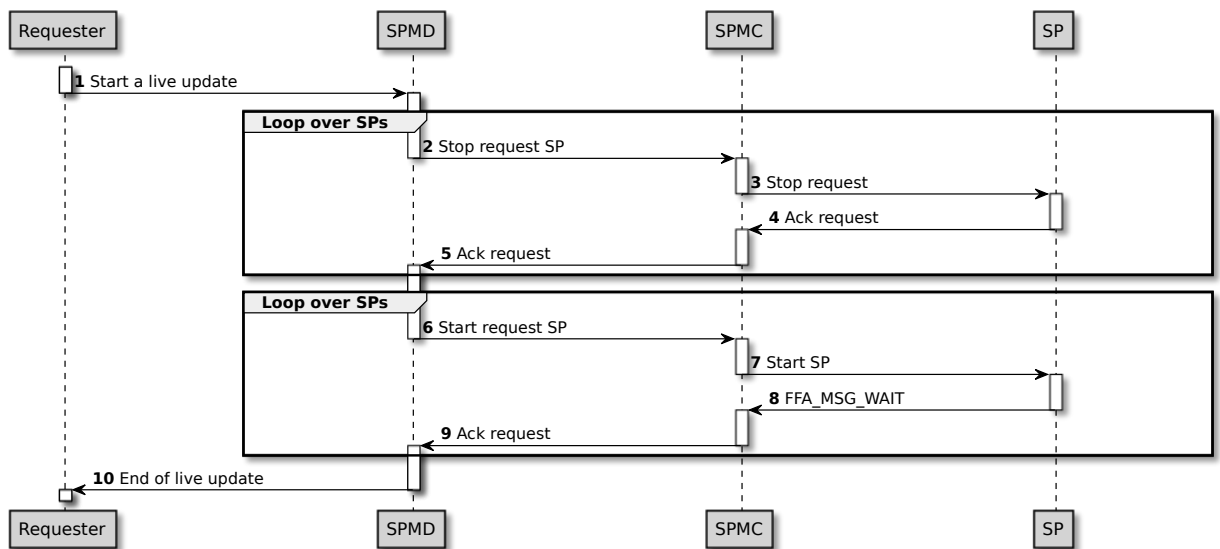 Requester SPMD SPMC SP
1 Start a live update
Loop over SPs
2 Stop request SP
3 Stop request
4 Ack request
5 Ack request
Loop over SPs
6 Start request SP
7 Start SP
8 FFA_MSG_WAIT
9 Ack request
10 End of live update
Requester SPMD SPMC SP